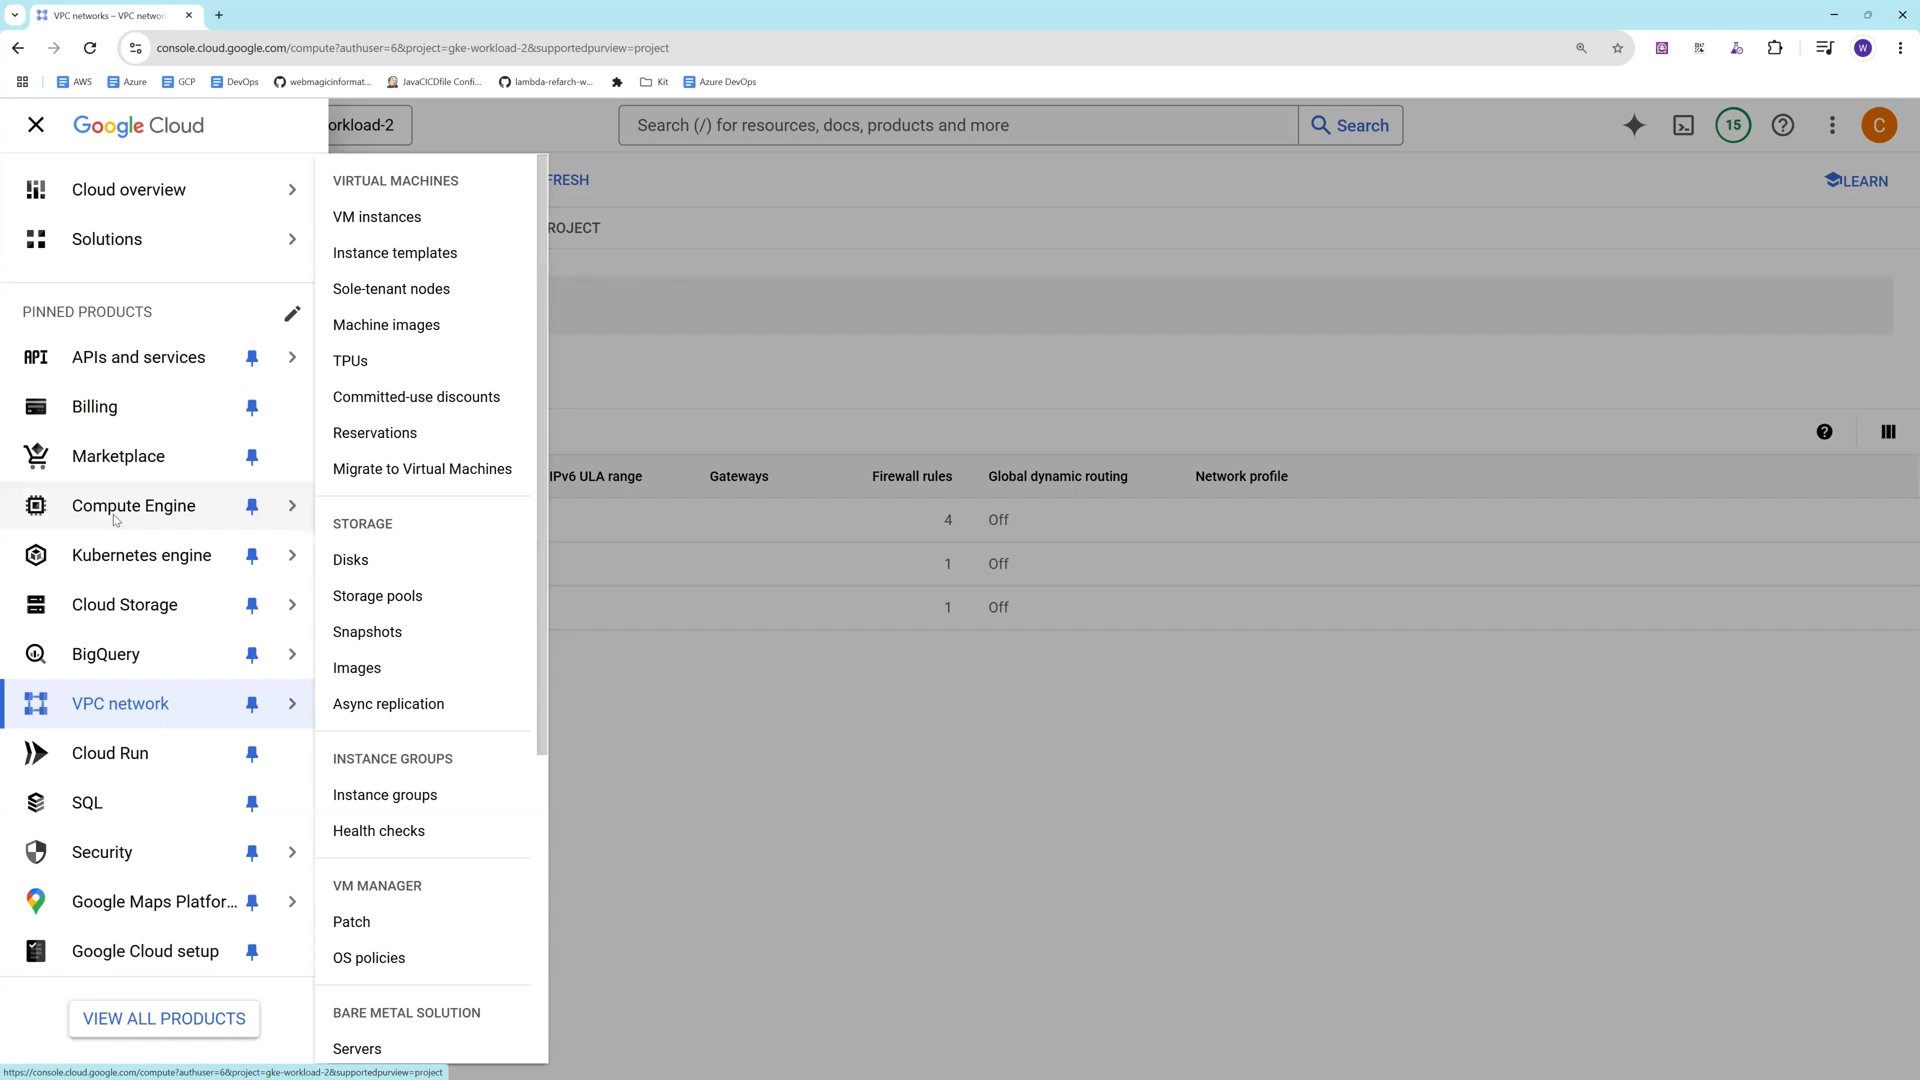 VPC networks – VPC networ
console.cloud.google.com/compute?authuser=6&project=gke-workload-2&supportedpurview=project
W
AWS
Azure
GCP
DevOps
webmagicinformat...
JavaCICDfile Confi...
lambda-refarch-w...
Kit
Azure DevOps
Google Cloud
orkload-2
Search (/) for resources, docs, products and more
Search
15
C
FRESH
LEARN
ROJECT
Cloud overview
Solutions
PINNED PRODUCTS
API APIs and services
Billing
Marketplace
Compute Engine
Kubernetes engine
Cloud Storage
BigQuery
VPC network
Cloud Run
SQL
Security
Google Maps Platfor...
Google Cloud setup
VIEW ALL PRODUCTS
VIRTUAL MACHINES
VM instances
Instance templates
Sole-tenant nodes
Machine images
TPUs
Committed-use discounts
Reservations
Migrate to Virtual Machines
STORAGE
Disks
Storage pools
Snapshots
Images
Async replication
INSTANCE GROUPS
Instance groups
Health checks
VM MANAGER
Patch
OS policies
BARE METAL SOLUTION
Servers
IPv6 ULA range Gateways Firewall rules Global dynamic routing Network profile
4 Off
1 Off
1 Off
https://console.cloud.google.com/compute?authuser=6&project=gke-workload-2&supportedpurview=project